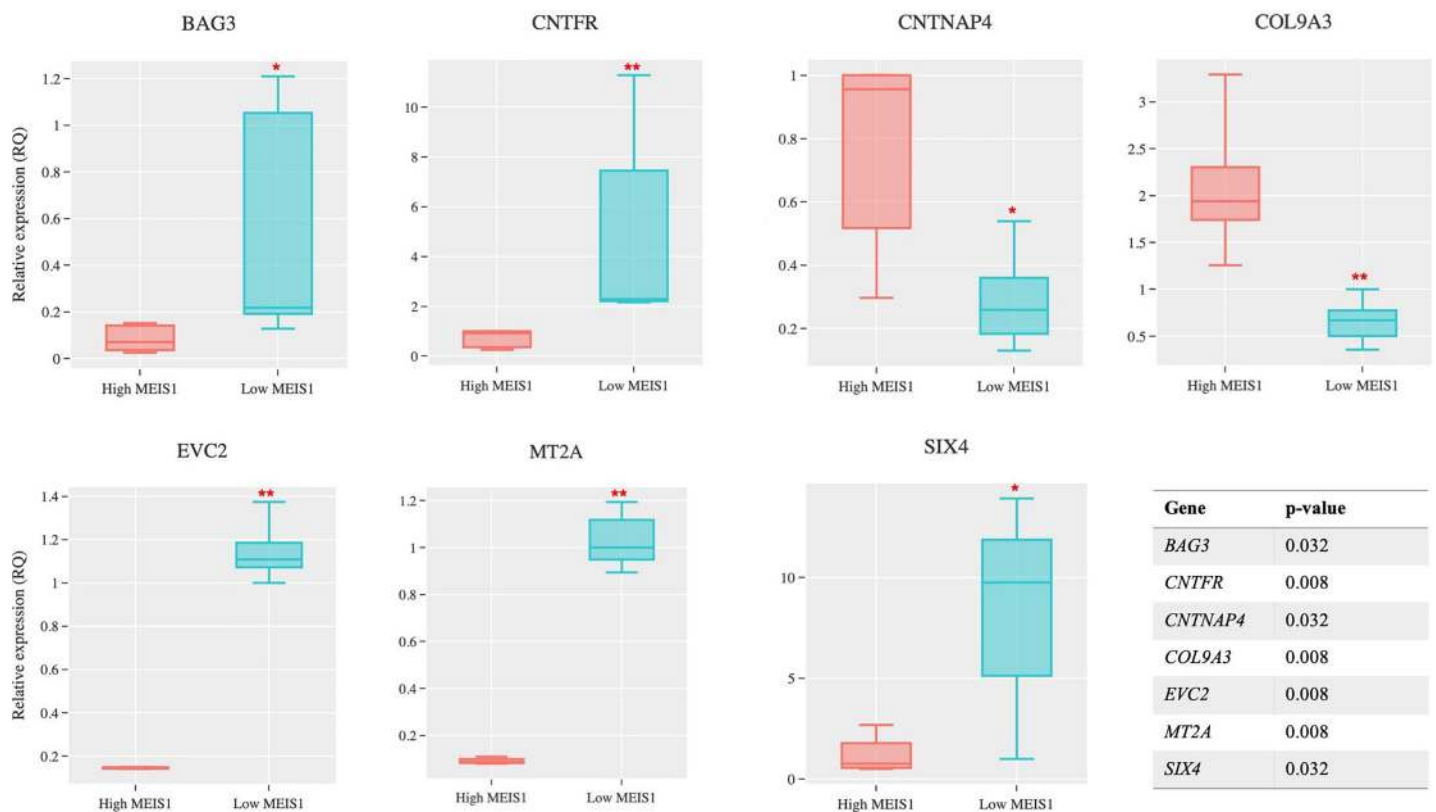 BAG3
CNTFR
CNTNAP4
COL9A3
Relative expression (RQ)
1.2
1
0.8
0.6
0.4
0.2
0
*
High MEIS1
Low MEIS1
10
8
6
4
2
0
**
High MEIS1
Low MEIS1
1
0.8
0.6
0.4
0.2
*
High MEIS1
Low MEIS1
3
2.5
2
1.5
1
0.5
**
High MEIS1
Low MEIS1
EVC2
MT2A
SIX4
Relative expression (RQ)
1.4
1.2
1
0.8
0.6
0.4
0.2
**
High MEIS1
Low MEIS1
1.2
1
0.8
0.6
0.4
0.2
**
High MEIS1
Low MEIS1
10
5
0
*
High MEIS1
Low MEIS1
Gene p-value
BAG3 0.032
CNTFR 0.008
CNTNAP4 0.032
COL9A3 0.008
EVC2 0.008
MT2A 0.008
SIX4 0.032